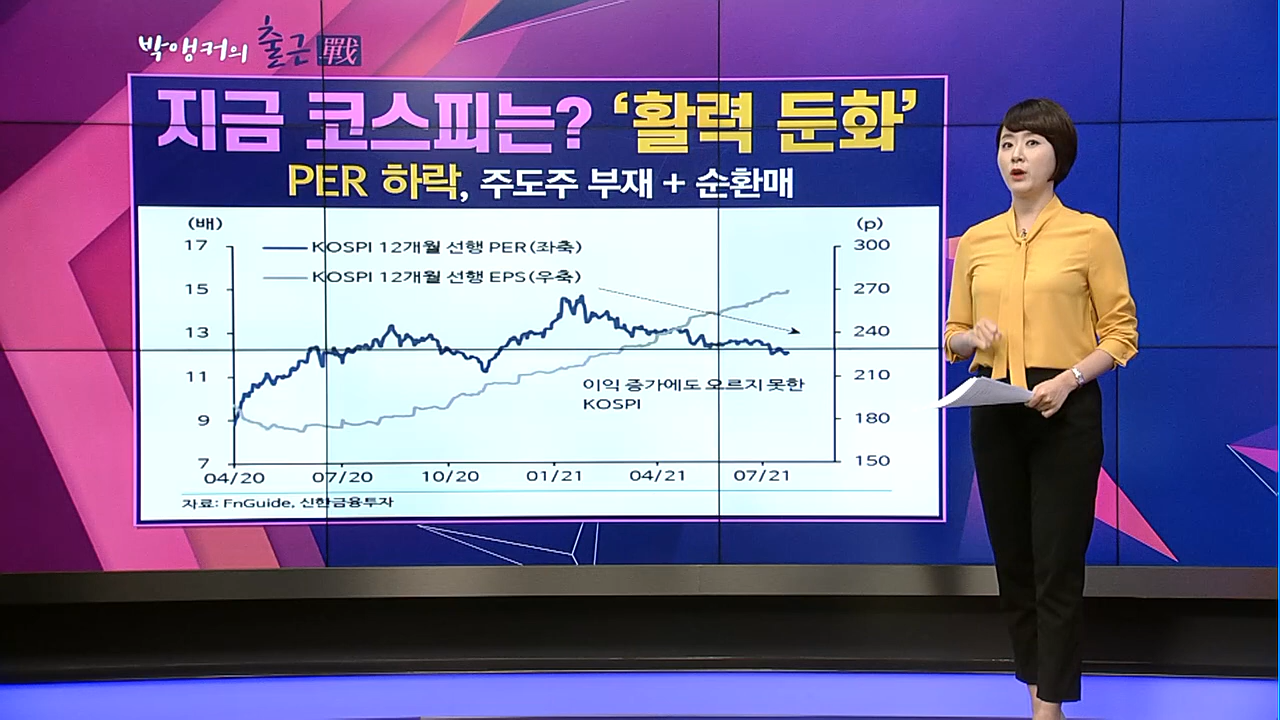 박앵커의 출근戰
지금 코스피는? ‘활력 둔화’
PER 하락, 주도주 부재 + 순환매
(배)
(p)
KOSPI 12개월 선행 PER(좌축)
KOSPI 12개월 선행 EPS(우축)
17
15
13
11
9
7
300
270
240
210
180
150
이익 증가에도 오르지 못한
KOSPI
04/20 07/20 10/20 01/21 04/21 07/21
자료: FnGuide, 신한금융투자